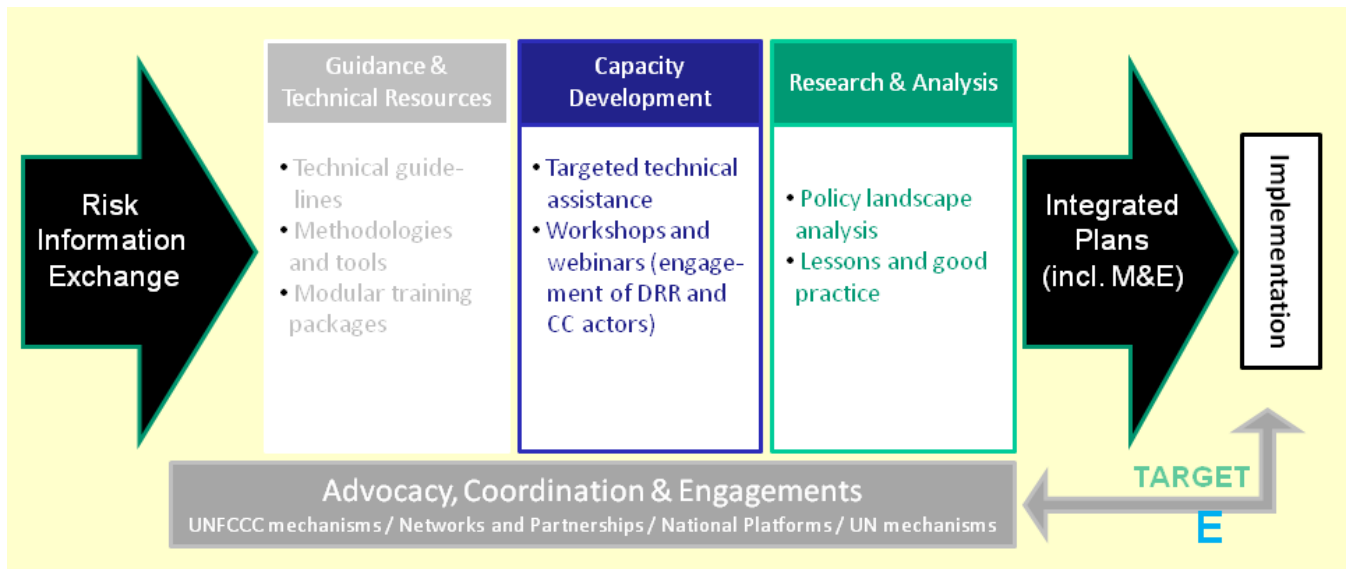 Risk
Information
Exchange
Guidance &
Technical Resources
• Technical guide-
lines
• Methodologies
and tools
• Modular training
packages
Capacity
Development
• Targeted technical
assistance
• Workshops and
webinars (engage-
ment of DRR and
CC actors)
Research & Analysis
• Policy landscape
analysis
• Lessons and good
practice
Integrated
Plans
(incl. M&E)
Implementation
Advocacy, Coordination & Engagements
UNFCCC mechanisms / Networks and Partnerships / National Platforms / UN mechanisms
TARGET
E